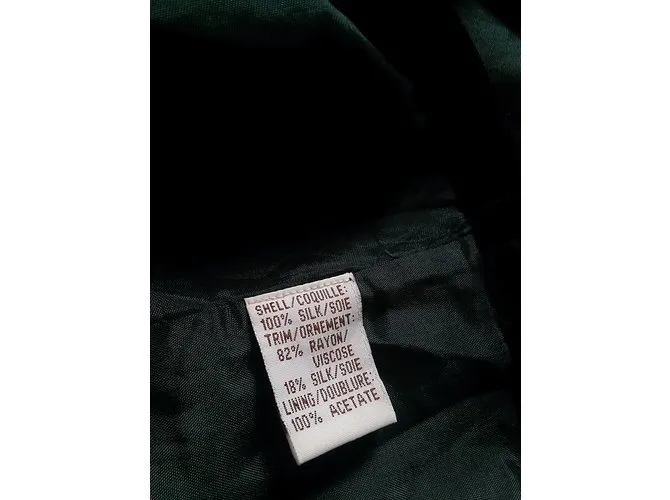 SHELL/COQUILLE:
100% SILK/SOIE
TRIM/ORNEMENT:
82% RAYON/
VISCOSE
18% SILK/SOIE
LINING/DOUBLURE:
100% ACETATE